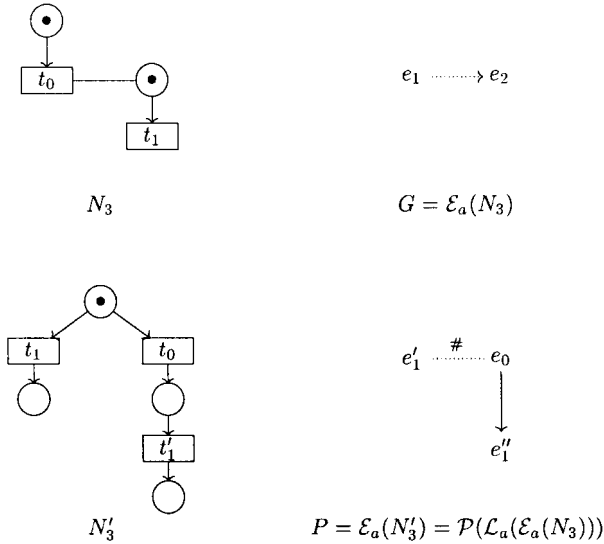 t₀
e₁ e₂
t₁
N₃ G = ℰₐ(N₃)
t₁ t₀ e′₁ # e₀
t′₁ e″₁
N′₃ P = ℰₐ(N′₃) = 𝒫(ℒₐ(ℰₐ(N₃)))